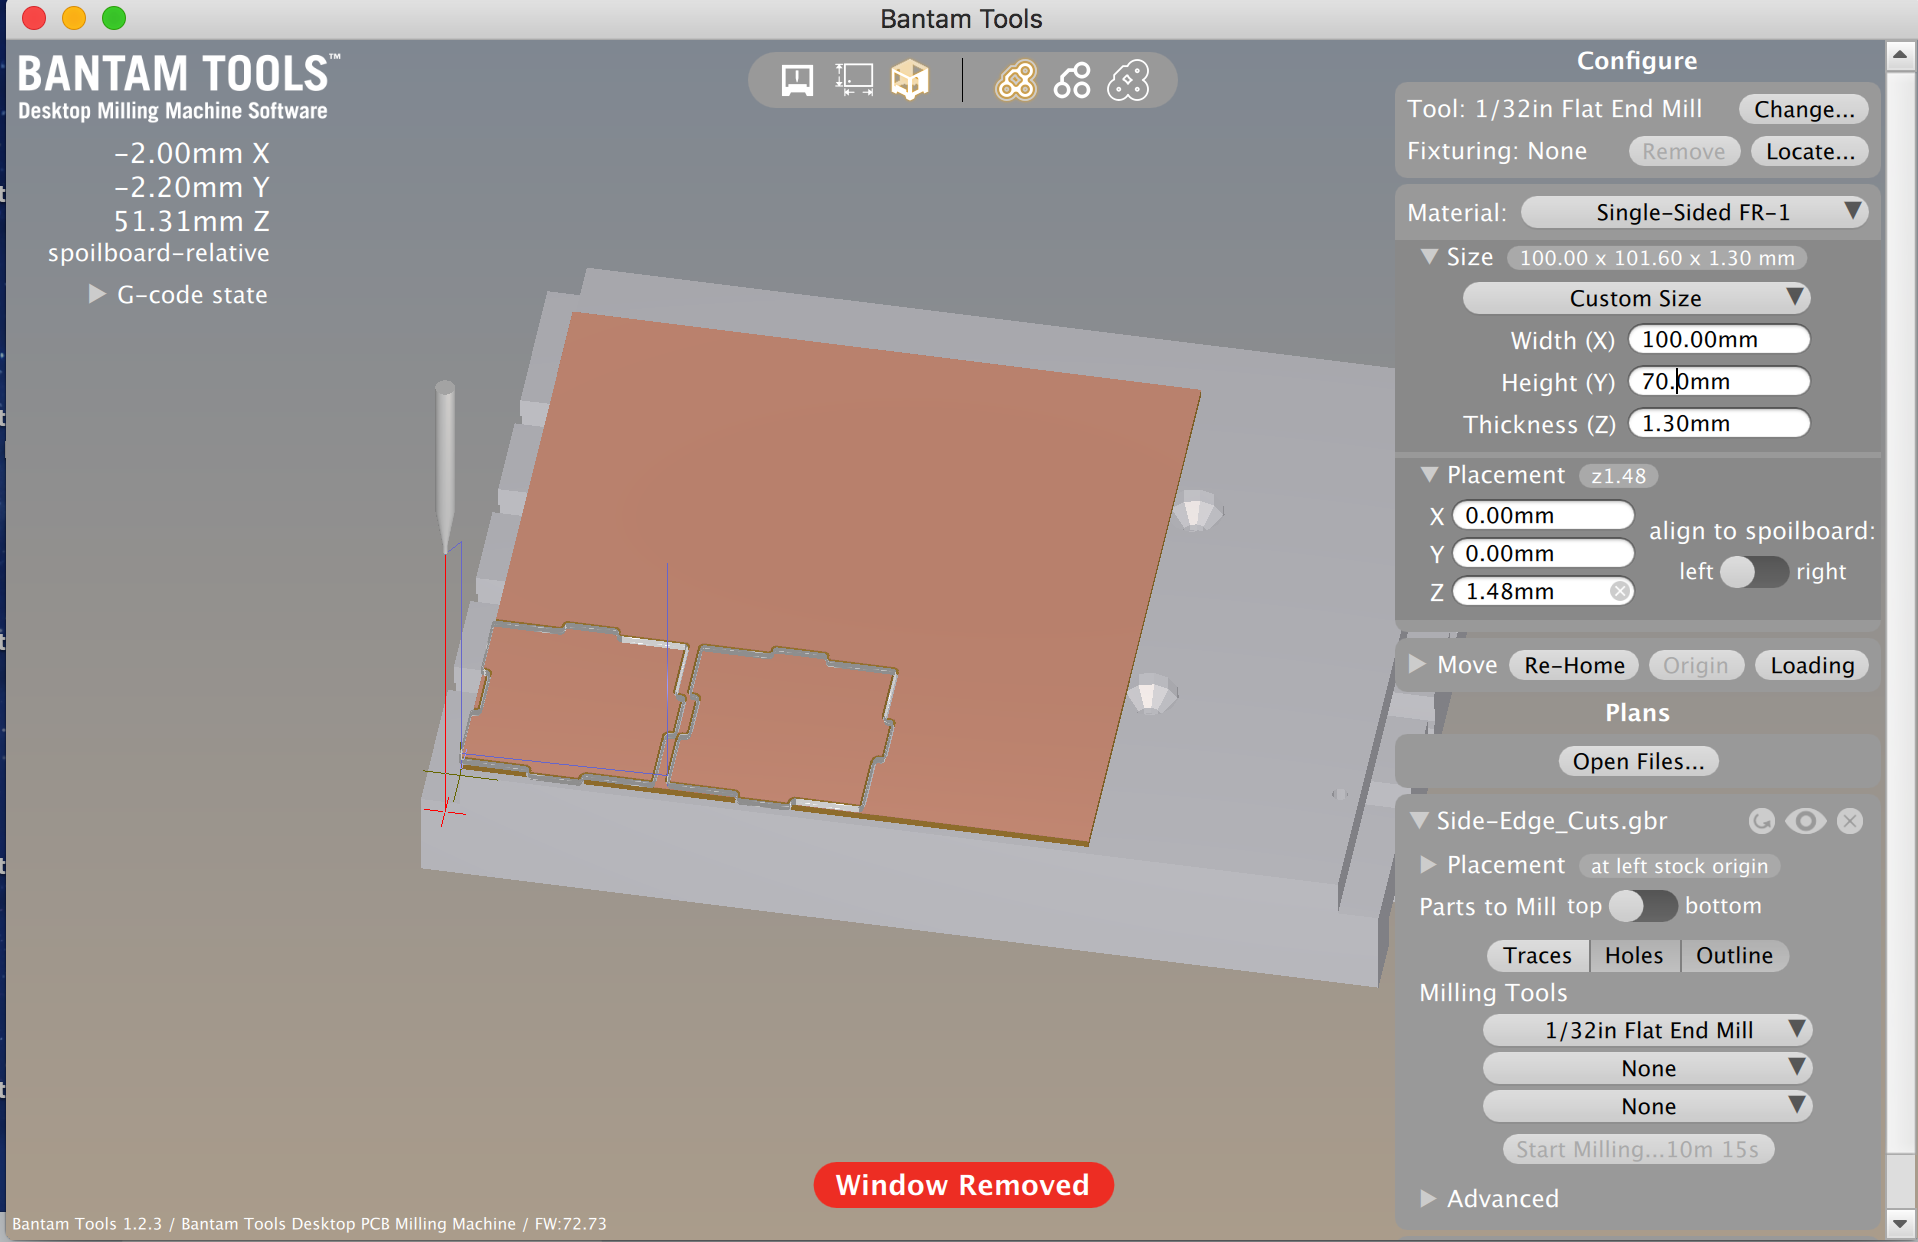 Bantam Tools
BANTAM TOOLS™
Desktop Milling Machine Software
-2.00mm X
-2.20mm Y
51.31mm Z
spoilboard-relative
G-code state
Configure
Tool: 1/32in Flat End Mill Change...
Fixturing: None Remove Locate...
Material: Single-Sided FR-1
Size 100.00 x 101.60 x 1.30 mm
Custom Size
Width (X) 100.00mm
Height (Y) 70.0mm
Thickness (Z) 1.30mm
Placement z1.48
X 0.00mm
align to spoilboard:
Y 0.00mm
left right
Z 1.48mm
Move Re-Home Origin Loading
Plans
Open Files...
Side-Edge_Cuts.gbr
Placement at left stock origin
Parts to Mill top bottom
Traces Holes Outline
Milling Tools
1/32in Flat End Mill
None
None
Start Milling...10m 15s
Advanced
Window Removed
Bantam Tools 1.2.3 / Bantam Tools Desktop PCB Milling Machine / FW:72.73